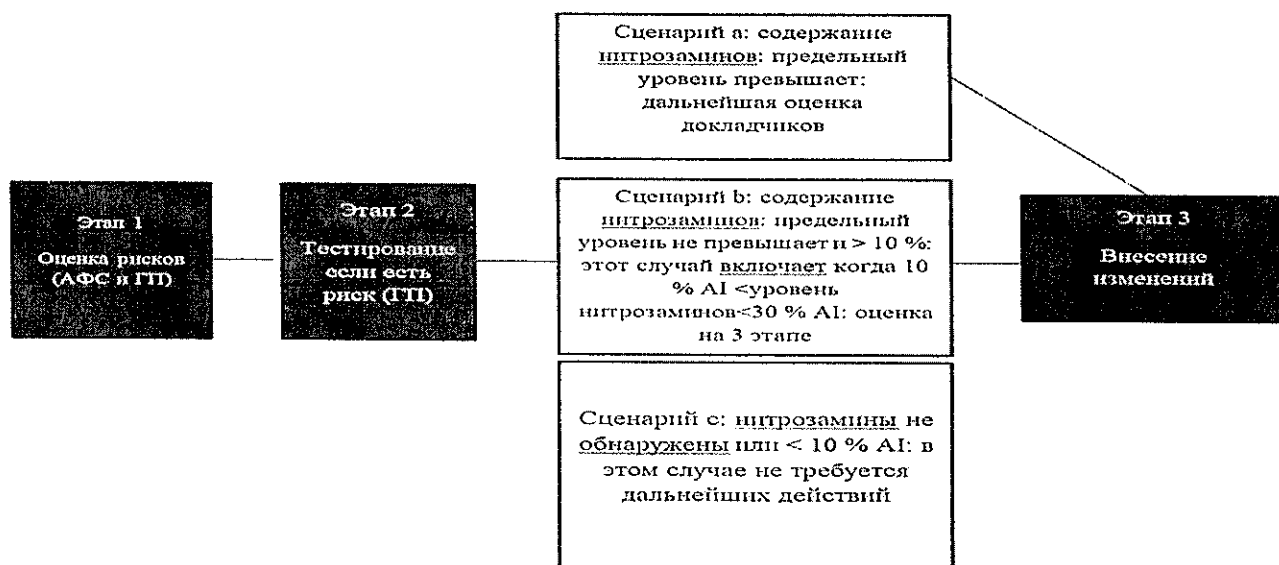 Этап 1
Оценка рисков
(АФС и ГП)
Этап 2
Тестирование
если есть
риск (ГП)
Сценарий a: содержание
нитрозаминов: предельный
уровень превышает:
дальнейшая оценка
докладчиков
Сценарий b: содержание
нитрозаминов: предельный
уровень не превышает и > 10 %:
этот случай включает когда 10
% AI <уровень
нитрозаминов<30 % AI: оценка
на 3 этапе
Сценарий c: нитрозамины не
обнаружены или < 10 % AI: в
этом случае не требуется
дальнейших действий
Этап 3
Внесение
изменений